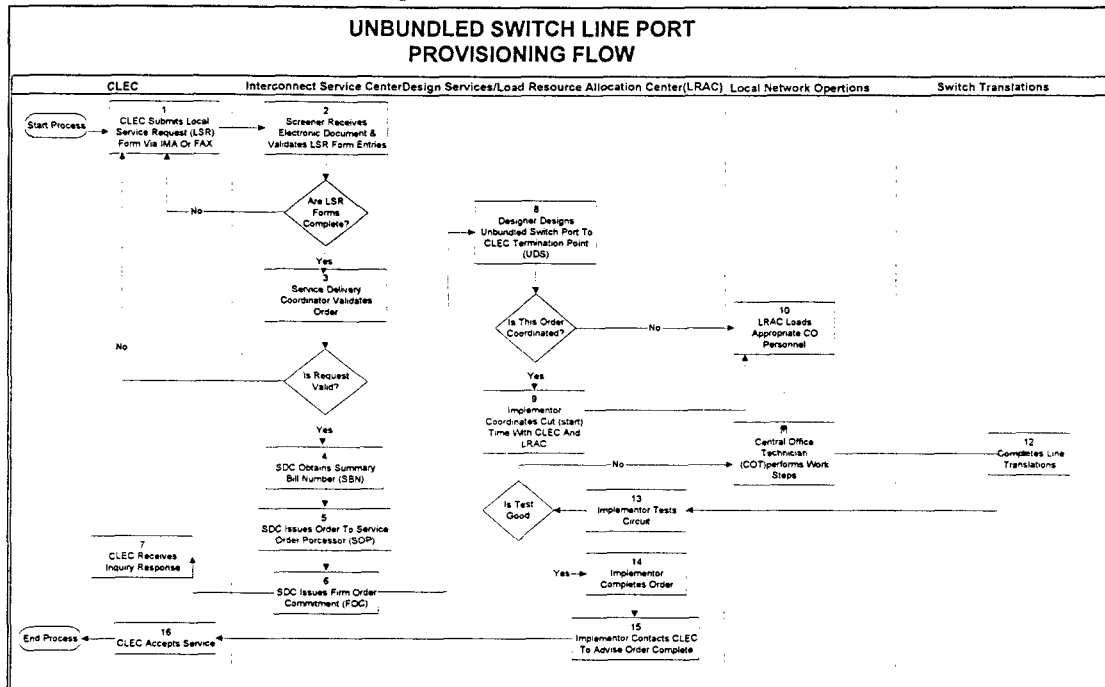 UNBUNDLED SWITCH LINE PORT
PROVISIONING FLOW
CLEC
Interconnect Service Center
Design Services/Load Resource Allocation Center(LRAC)
Local Network Opertions
Switch Translations
Start Process
1
CLEC Submits Local
Service Request (LSR)
Form Via IMA Or FAX
2
Screener Receives
Electronic Document &
Validates LSR Form Entries
Are LSR
Forms
Complete?
No
Yes
3
Service Delivery
Coordinator Validates
Order
Is Request
Valid?
No
Yes
4
SDC Obtains Summary
Bill Number (SBN)
5
SDC Issues Order To Service
Order Porcessor (SOP)
6
SDC Issues Firm Order
Commitment (FOC)
7
CLEC Receives
Inquiry Response
8
Designer Designs
Unbundled Switch Port To
CLEC Termination Point
(UDS)
Is This Order
Coordinated?
No
Yes
9
Implementor
Coordinates Cut (start)
Time With CLEC And
LRAC
10
LRAC Loads
Appropriate CO
Personnel
11
Central Office
Technician
(COT)performs Work
Steps
12
Completes Line
Translations
13
Implementor Tests
Circuit
Is Test
Good
No
Yes
14
Implementor
Completes Order
15
Implementor Contacts CLEC
To Advise Order Complete
16
CLEC Accepts Service
End Process